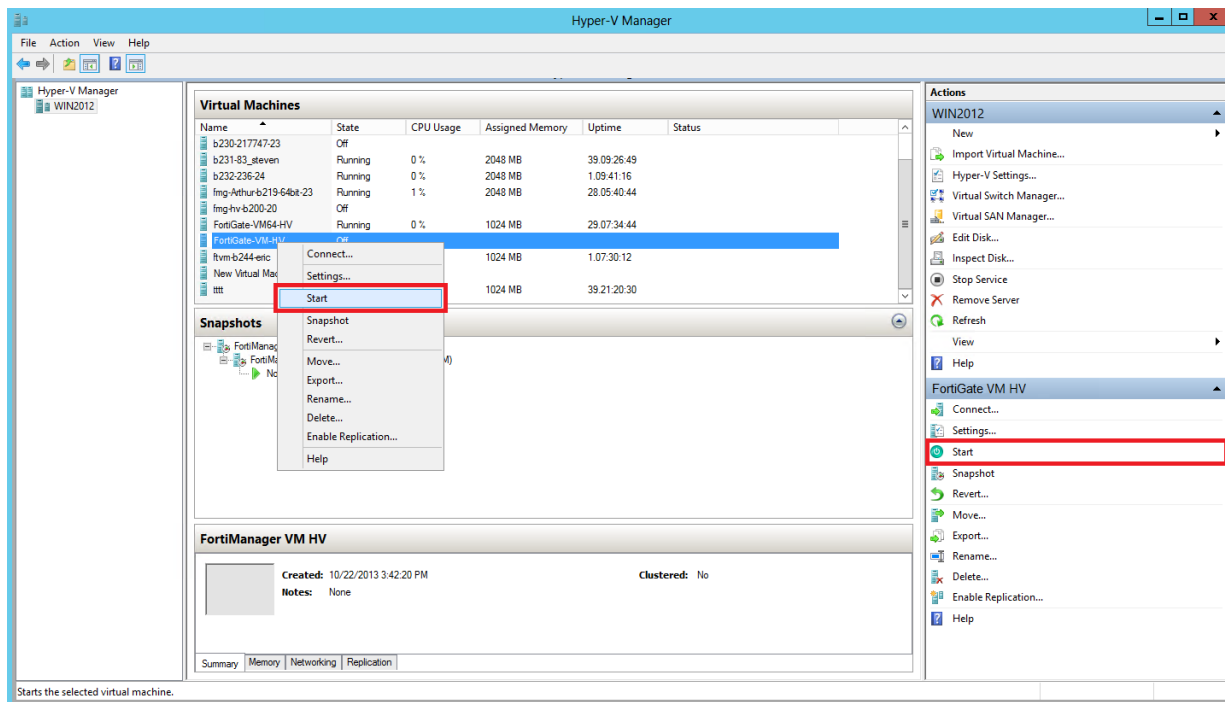 Hyper-V Manager
File Action View Help
Hyper-V Manager
WIN2012
Virtual Machines
Name State CPU Usage Assigned Memory Uptime Status
b230-217747-23 Off
b231-83_steven Running 0 % 2048 MB 39.09:26:49
b232-236-24 Running 0 % 2048 MB 1.09:41:16
fmg-Arthur-b219-64bit-23 Running 1 % 2048 MB 28.05:40:44
fmg-hv-b200-20 Off
FortiGate-VM64-HV Running 0 % 1024 MB 29.07:34:44
FortiGate-VM-HV Off
ftvm-b244-eric 1024 MB 1.07:30:12
New Virtual Mac
tttt 1024 MB 39.21:20:30
Connect...
Settings...
Start
Snapshot
Revert...
Move...
Export...
Rename...
Delete...
Enable Replication...
Help
Snapshots
FortiManag
FortiMa M)
No
FortiManager VM HV
Created: 10/22/2013 3:42:20 PM Clustered: No
Notes: None
Summary Memory Networking Replication
Actions
WIN2012
New
Import Virtual Machine...
Hyper-V Settings...
Virtual Switch Manager...
Virtual SAN Manager...
Edit Disk...
Inspect Disk...
Stop Service
Remove Server
Refresh
View
Help
FortiGate VM HV
Connect...
Settings...
Start
Snapshot
Revert...
Move...
Export...
Rename...
Delete...
Enable Replication...
Help
Starts the selected virtual machine.